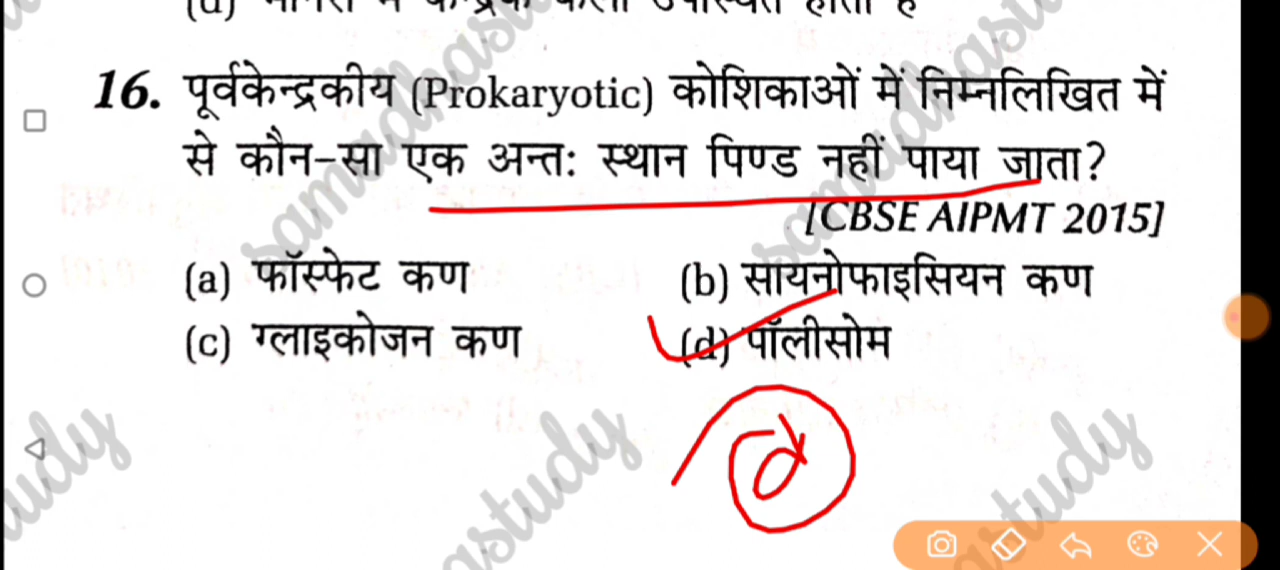 16. पूर्वकेन्द्रकीय (Prokaryotic) कोशिकाओं में निम्नलिखित में
से कौन-सा एक अन्त: स्थान पिण्ड नहीं पाया जाता?
[CBSE AIPMT 2015]
(a) फॉस्फेट कण (b) सायनोफाइसियन कण
(c) ग्लाइकोजन कण (d) पॉलीसोम
d